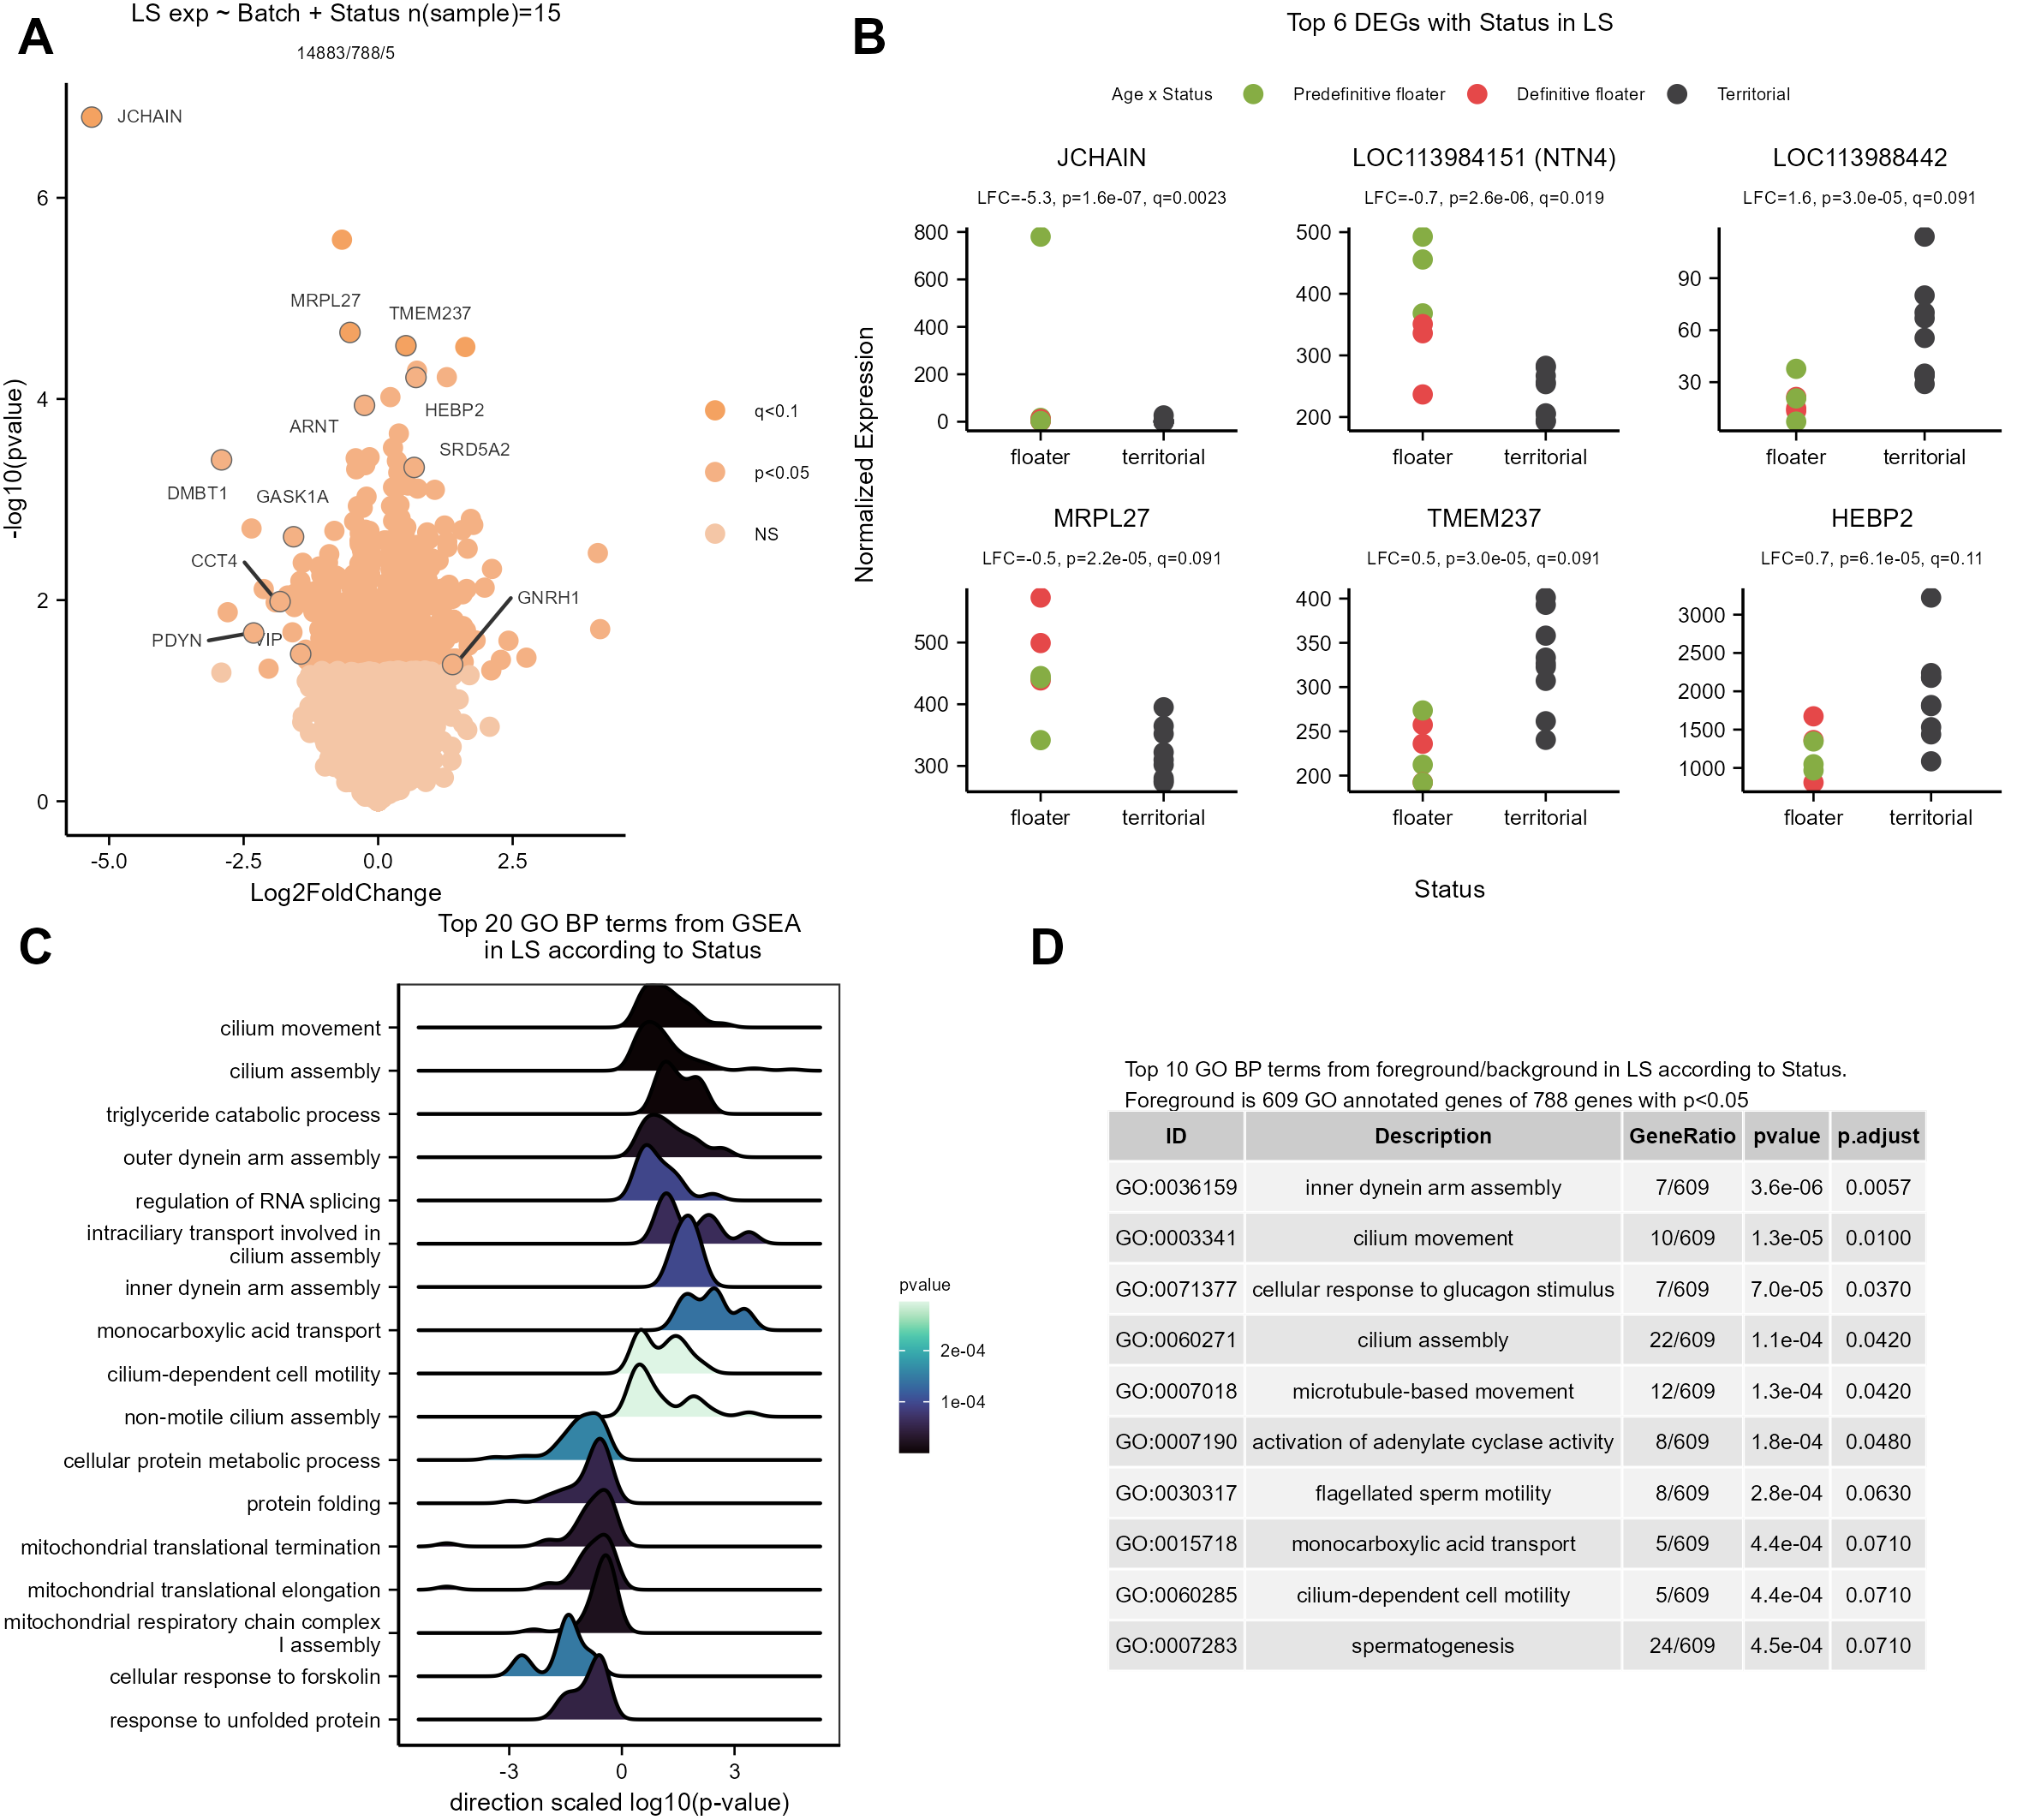 A
LS exp ~ Batch + Status n(sample)=15
14883/788/5
-log10(pvalue)
6
4
2
0
-5.0
-2.5
0.0
2.5
Log2FoldChange
JCHAIN
MRPL27
TMEM237
ARNT
HEBP2
SRD5A2
DMBT1
GASK1A
CCT4
PDYN
VIP
GNRH1
q<0.1
p<0.05
NS
B
Top 6 DEGs with Status in LS
Age x Status
Predefinitive floater
Definitive floater
Territorial
Normalized Expression
JCHAIN
LFC=-5.3, p=1.6e-07, q=0.0023
800
600
400
200
0
floater
territorial
LOC113984151 (NTN4)
LFC=-0.7, p=2.6e-06, q=0.019
500
400
300
200
floater
territorial
LOC113988442
LFC=1.6, p=3.0e-05, q=0.091
90
60
30
floater
territorial
MRPL27
LFC=-0.5, p=2.2e-05, q=0.091
500
400
300
floater
territorial
TMEM237
LFC=0.5, p=3.0e-05, q=0.091
400
350
300
250
200
floater
territorial
HEBP2
LFC=0.7, p=6.1e-05, q=0.11
3000
2500
2000
1500
1000
floater
territorial
Status
C
Top 20 GO BP terms from GSEA
in LS according to Status
cilium movement
cilium assembly
triglyceride catabolic process
outer dynein arm assembly
regulation of RNA splicing
intraciliary transport involved in
cilium assembly
inner dynein arm assembly
monocarboxylic acid transport
cilium-dependent cell motility
non-motile cilium assembly
cellular protein metabolic process
protein folding
mitochondrial translational termination
mitochondrial translational elongation
mitochondrial respiratory chain complex
I assembly
cellular response to forskolin
response to unfolded protein
-3
0
3
direction scaled log10(p-value)
pvalue
2e-04
1e-04
D
Top 10 GO BP terms from foreground/background in LS according to Status.
Foreground is 609 GO annotated genes of 788 genes with p<0.05
ID Description GeneRatio pvalue p.adjust
GO:0036159 inner dynein arm assembly 7/609 3.6e-06 0.0057
GO:0003341 cilium movement 10/609 1.3e-05 0.0100
GO:0071377 cellular response to glucagon stimulus 7/609 7.0e-05 0.0370
GO:0060271 cilium assembly 22/609 1.1e-04 0.0420
GO:0007018 microtubule-based movement 12/609 1.3e-04 0.0420
GO:0007190 activation of adenylate cyclase activity 8/609 1.8e-04 0.0480
GO:0030317 flagellated sperm motility 8/609 2.8e-04 0.0630
GO:0015718 monocarboxylic acid transport 5/609 4.4e-04 0.0710
GO:0060285 cilium-dependent cell motility 5/609 4.4e-04 0.0710
GO:0007283 spermatogenesis 24/609 4.5e-04 0.0710